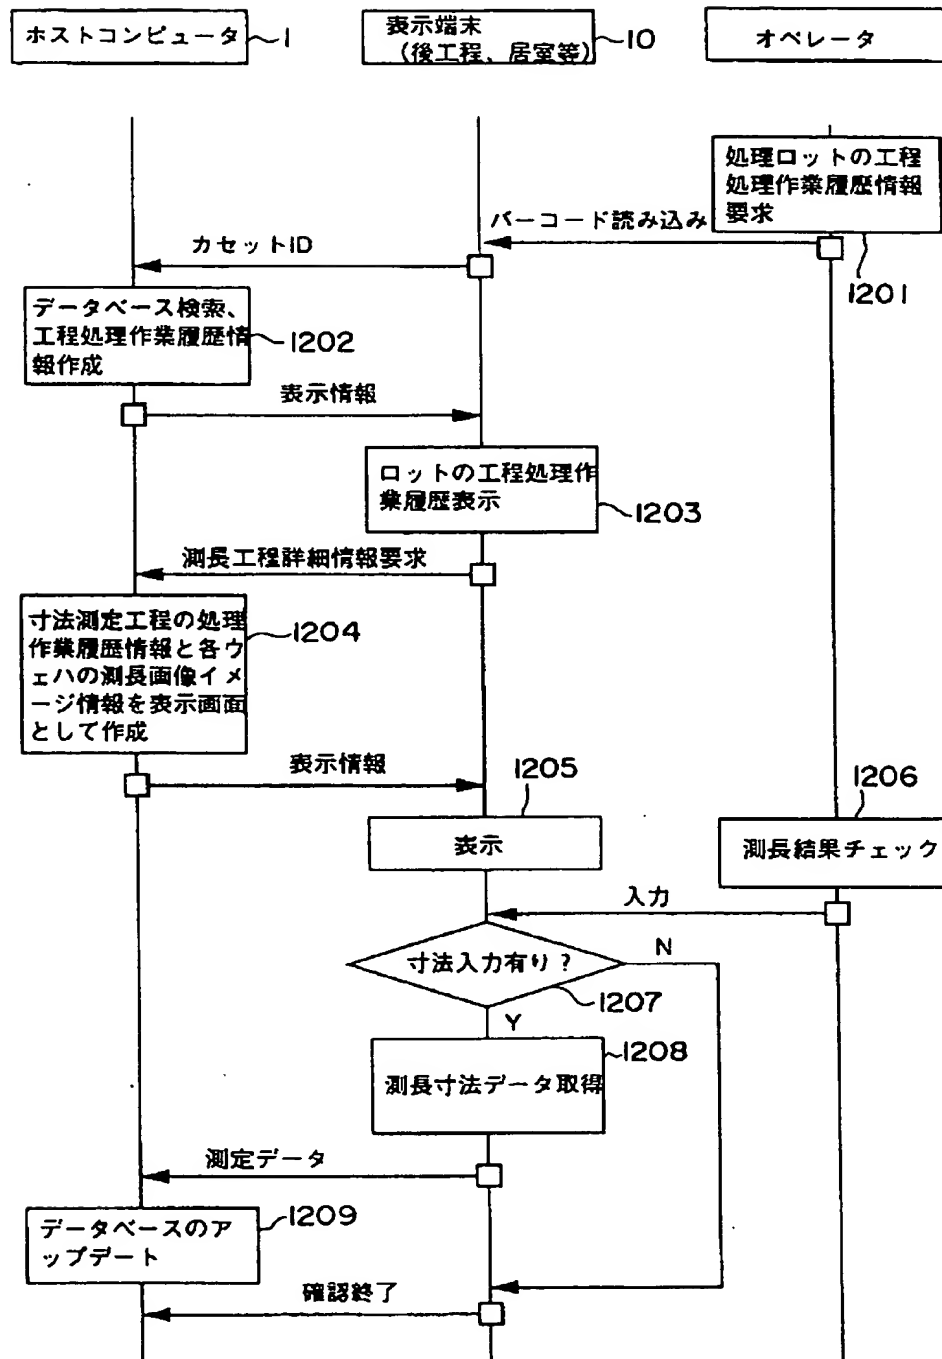 ホストコンピュータ
1
表示端末
(後工程、居室等)
10
オペレータ
処理ロットの工程
処理作業履歴情報
要求
1201
バーコード読み込み
カセットID
データベース検索、
工程処理作業履歴情
報作成
1202
表示情報
ロットの工程処理作
業履歴表示
1203
測長工程詳細情報要求
寸法測定工程の処理
作業履歴情報と各ウ
ェハの測長画像イメ
ージ情報を表示画面
として作成
1204
表示情報
1205
表示
1206
測長結果チェック
入力
寸法入力有り?
N
1207
Y
測長寸法データ取得
1208
測定データ
データベースのア
ップデート
1209
確認終了